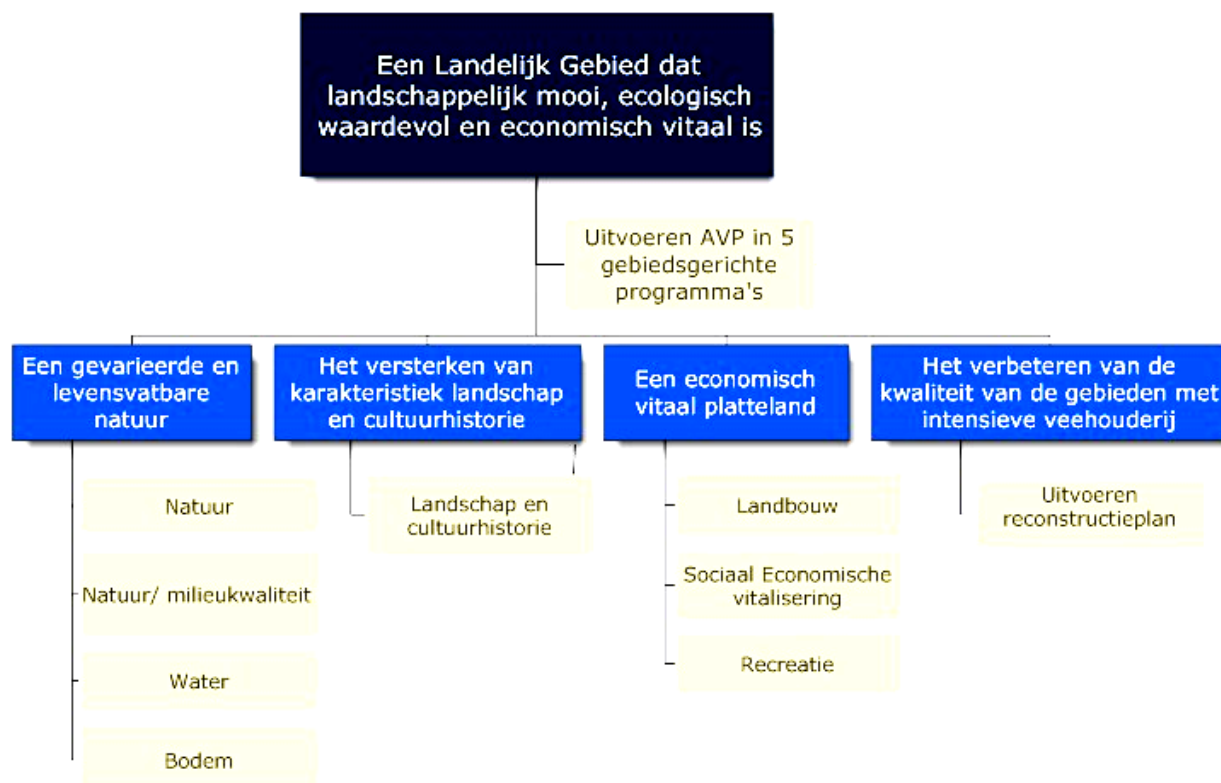 Een Landelijk Gebied dat
landschappelijk mooi, ecologisch
waardevol en economisch vitaal is
Uitvoeren AVP in 5
gebiedsgerichte
programma's
Een gevarieerde en
levensvatbare
natuur
Het versterken van
karakteristiek landschap
en cultuurhistorie
Een economisch
vitaal platteland
Het verbeteren van de
kwaliteit van de gebieden met
intensieve veehouderij
Natuur
Natuur/ milieukwaliteit
Water
Bodem
Landschap en
cultuurhistorie
Landbouw
Sociaal Economische
vitalisering
Recreatie
Uitvoeren
reconstructieplan